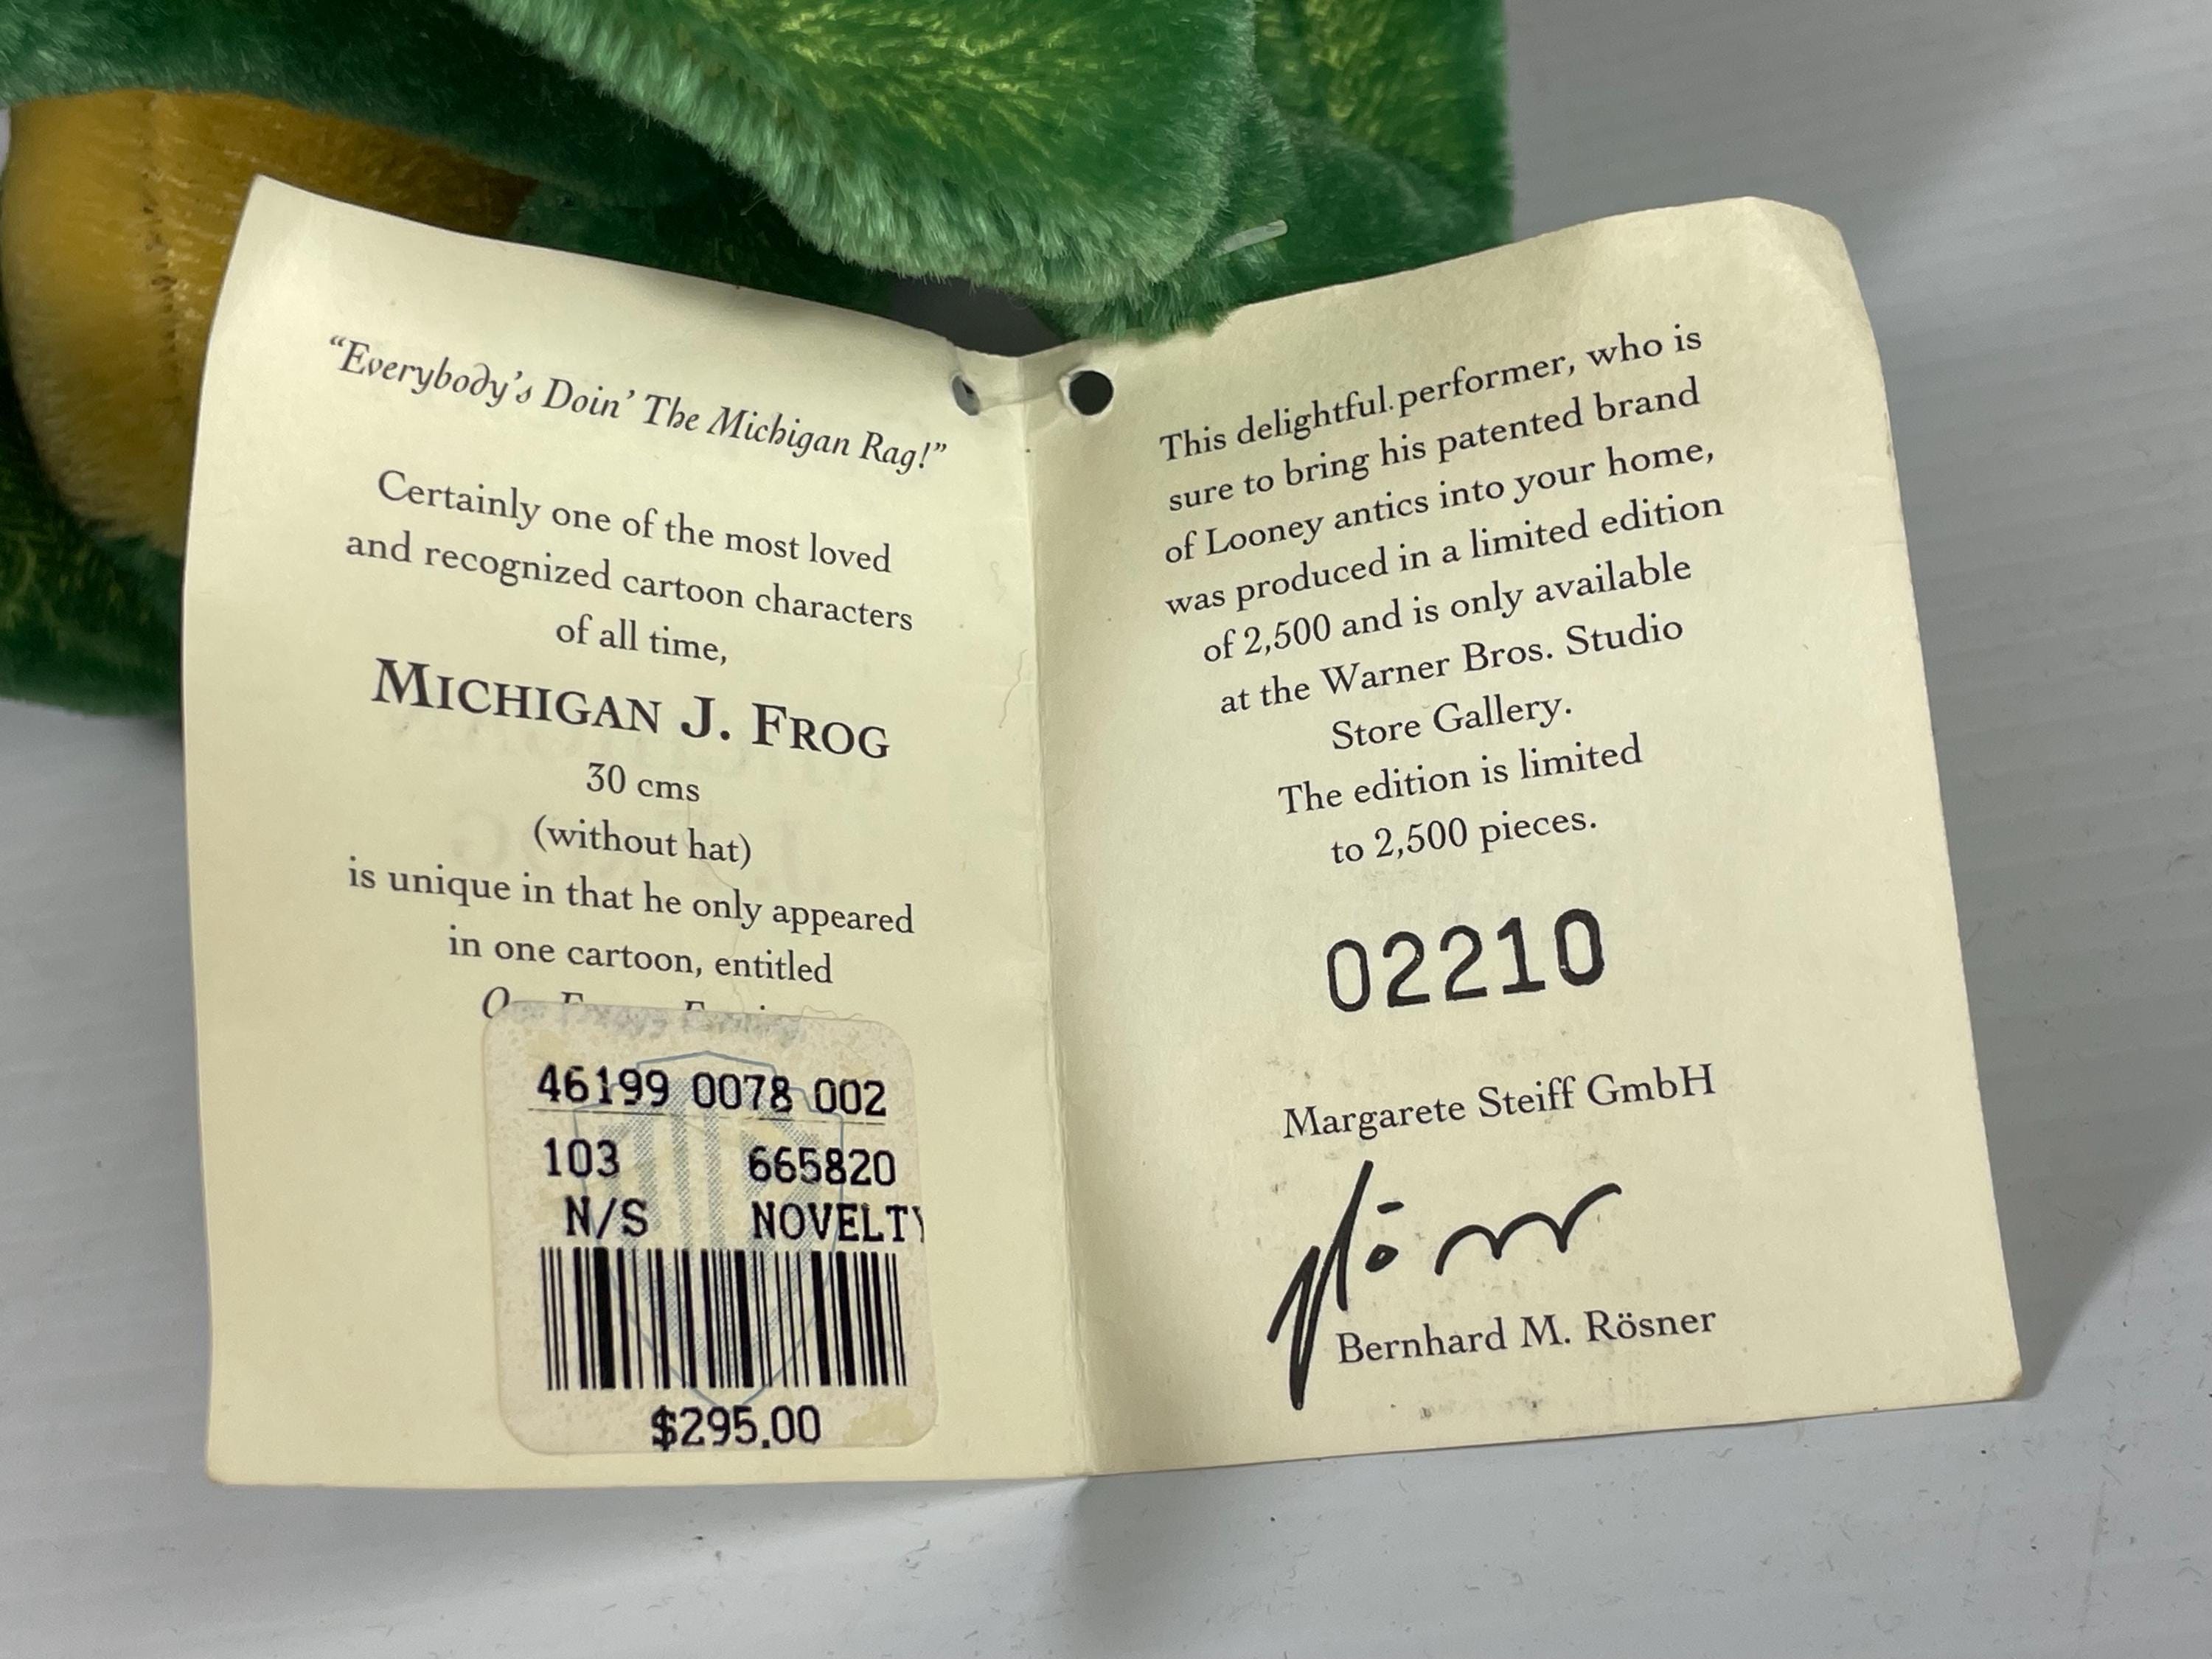 “Everybody’s Doin’ The Michigan Rag!”
Certainly one of the most loved
and recognized cartoon characters
of all time,
MICHIGAN J. FROG
30 cms
(without hat)
is unique in that he only appeared
in one cartoon, entitled
46199 0078 002
103 665820
N/S NOVELTY
$295.00
This delightful performer, who is
sure to bring his patented brand
of Looney antics into your home,
was produced in a limited edition
of 2,500 and is only available
at the Warner Bros. Studio
Store Gallery.
The edition is limited
to 2,500 pieces.
02210
Margarete Steiff GmbH
Bernhard M. Rösner